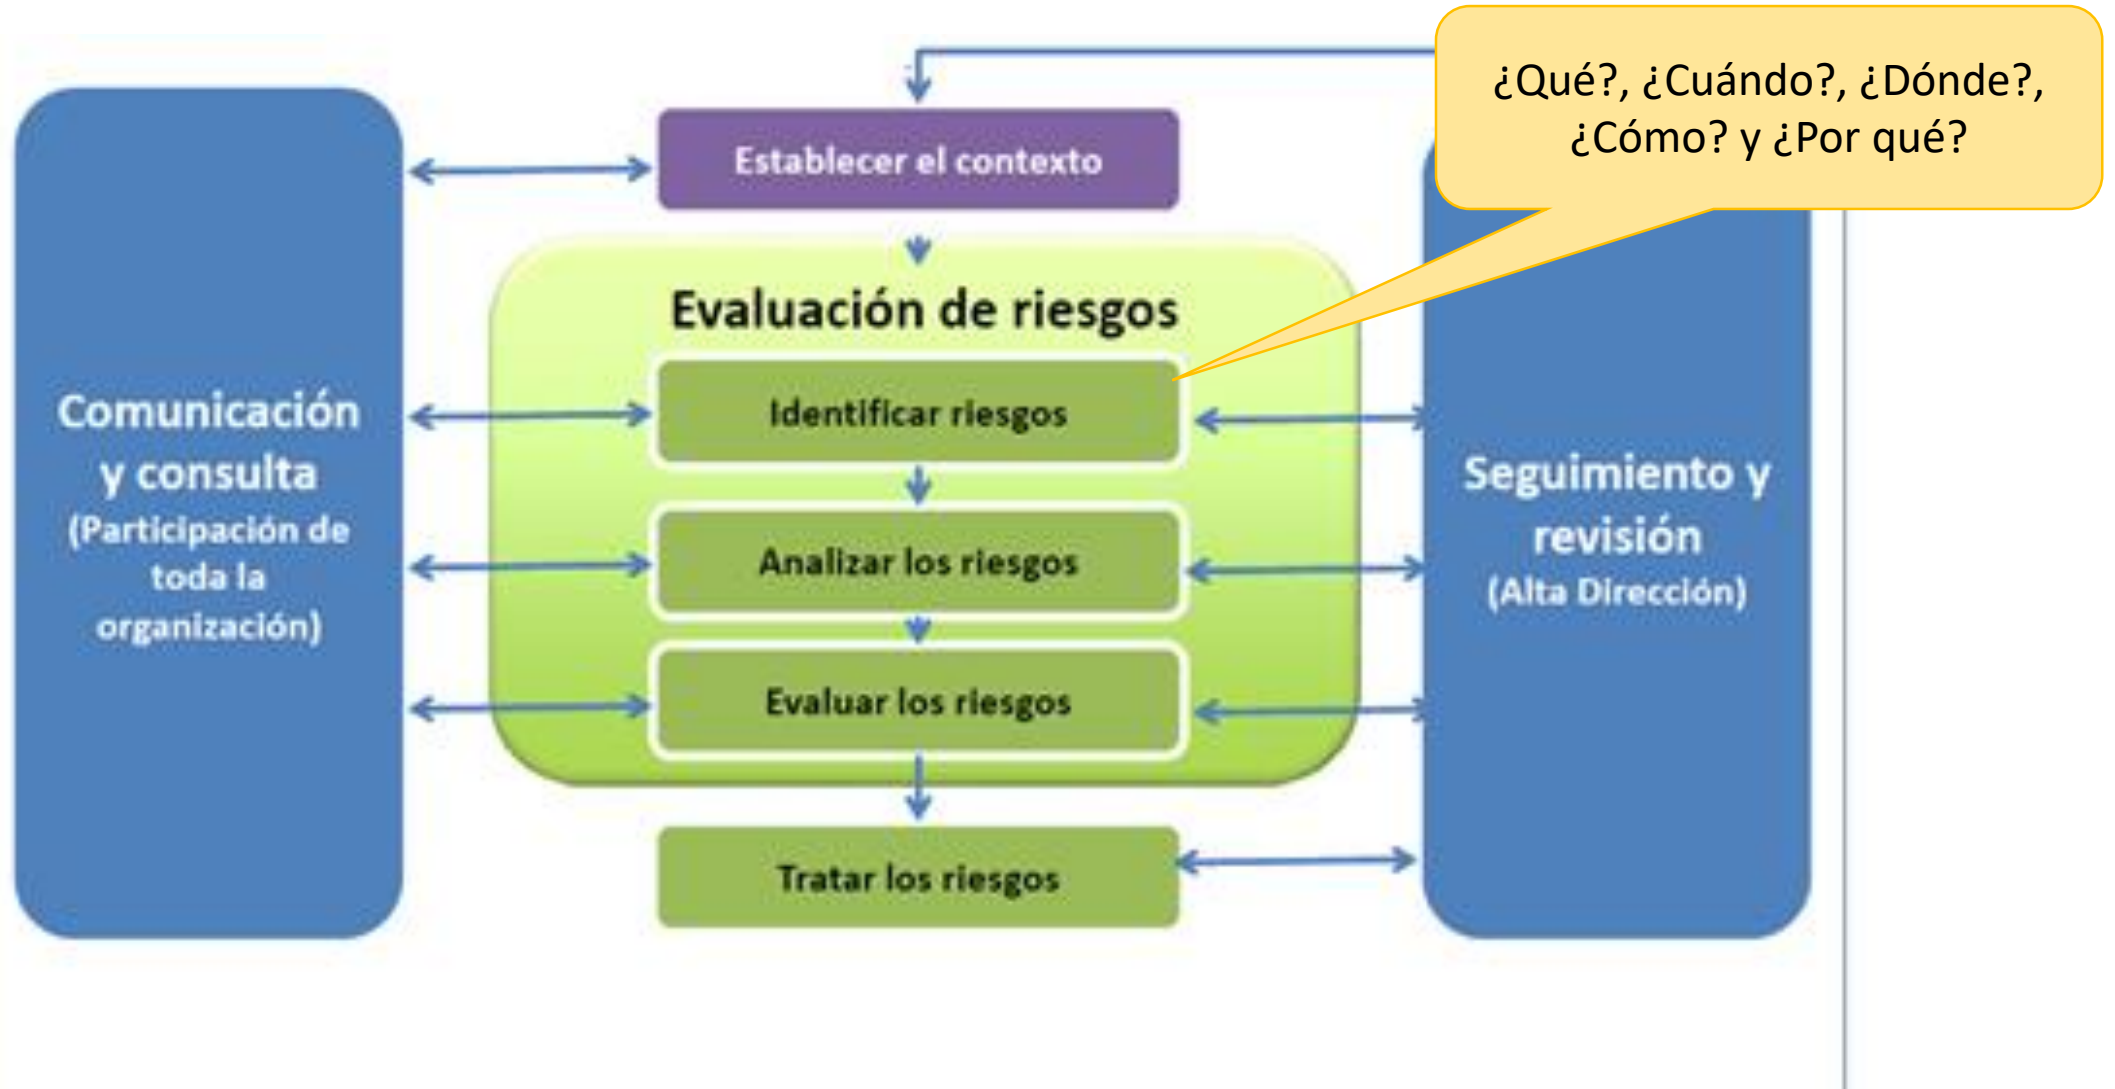 ¿Qué?, ¿Cuándo?, ¿Dónde?,
¿Cómo? y ¿Por qué?
Establecer el contexto
Evaluación de riesgos
Identificar riesgos
Analizar los riesgos
Evaluar los riesgos
Tratar los riesgos
Comunicación
y consulta
(Participación de
toda la
organización)
Seguimiento y
revisión
(Alta Dirección)